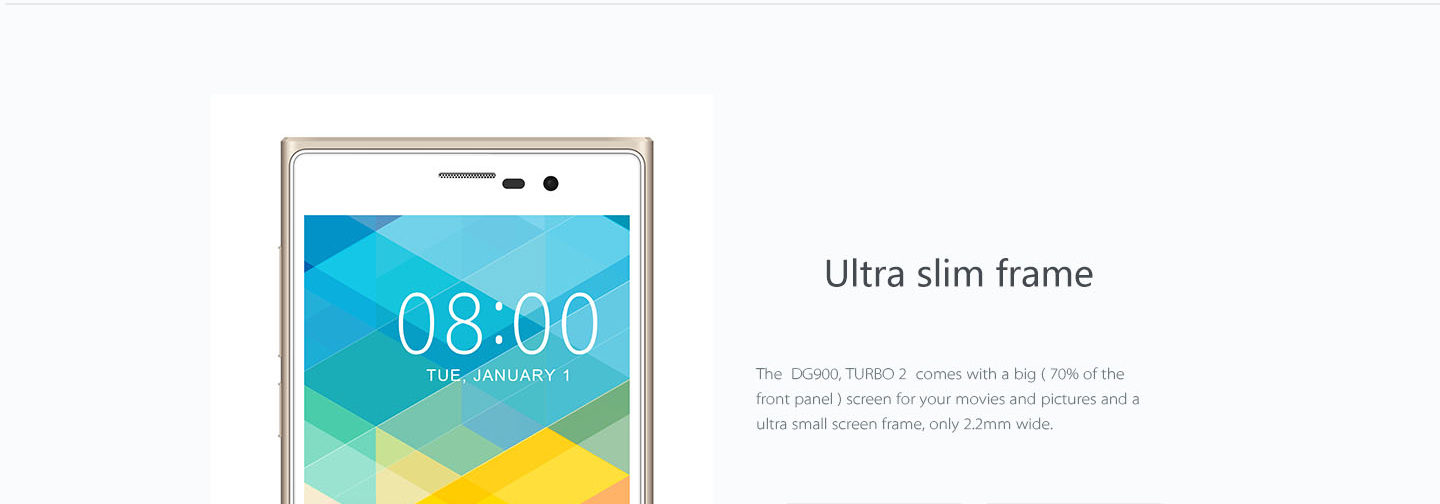 08:00
TUE, JANUARY 1
Ultra slim frame
The DG900, TURBO 2 comes with a big ( 70% of the
front panel ) screen for your movies and pictures and a
ultra small screen frame, only 2.2mm wide.